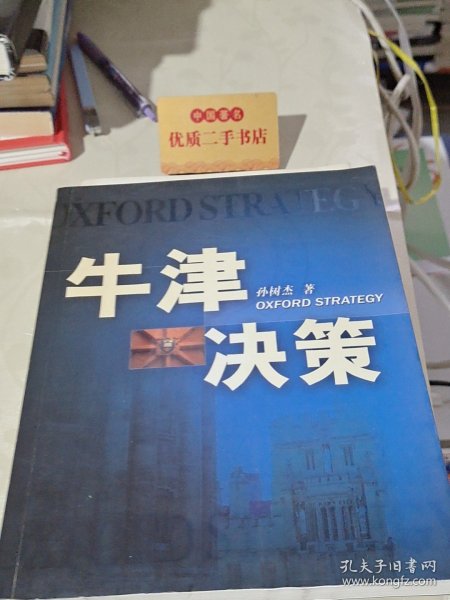 中国著名
优质二手书店
OXFORD STRATEGY
牛津
孙树杰 著
OXFORD STRATEGY
决策
孔夫子旧书网
www.kongfz.com